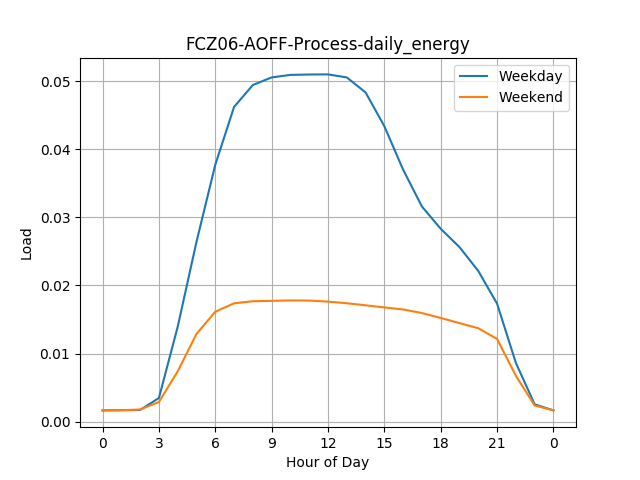 FCZ06-AOFF-Process-daily_energy
Weekday
Weekend
Load
0.05
0.04
0.03
0.02
0.01
0.00
0 3 6 9 12 15 18 21 0
Hour of Day